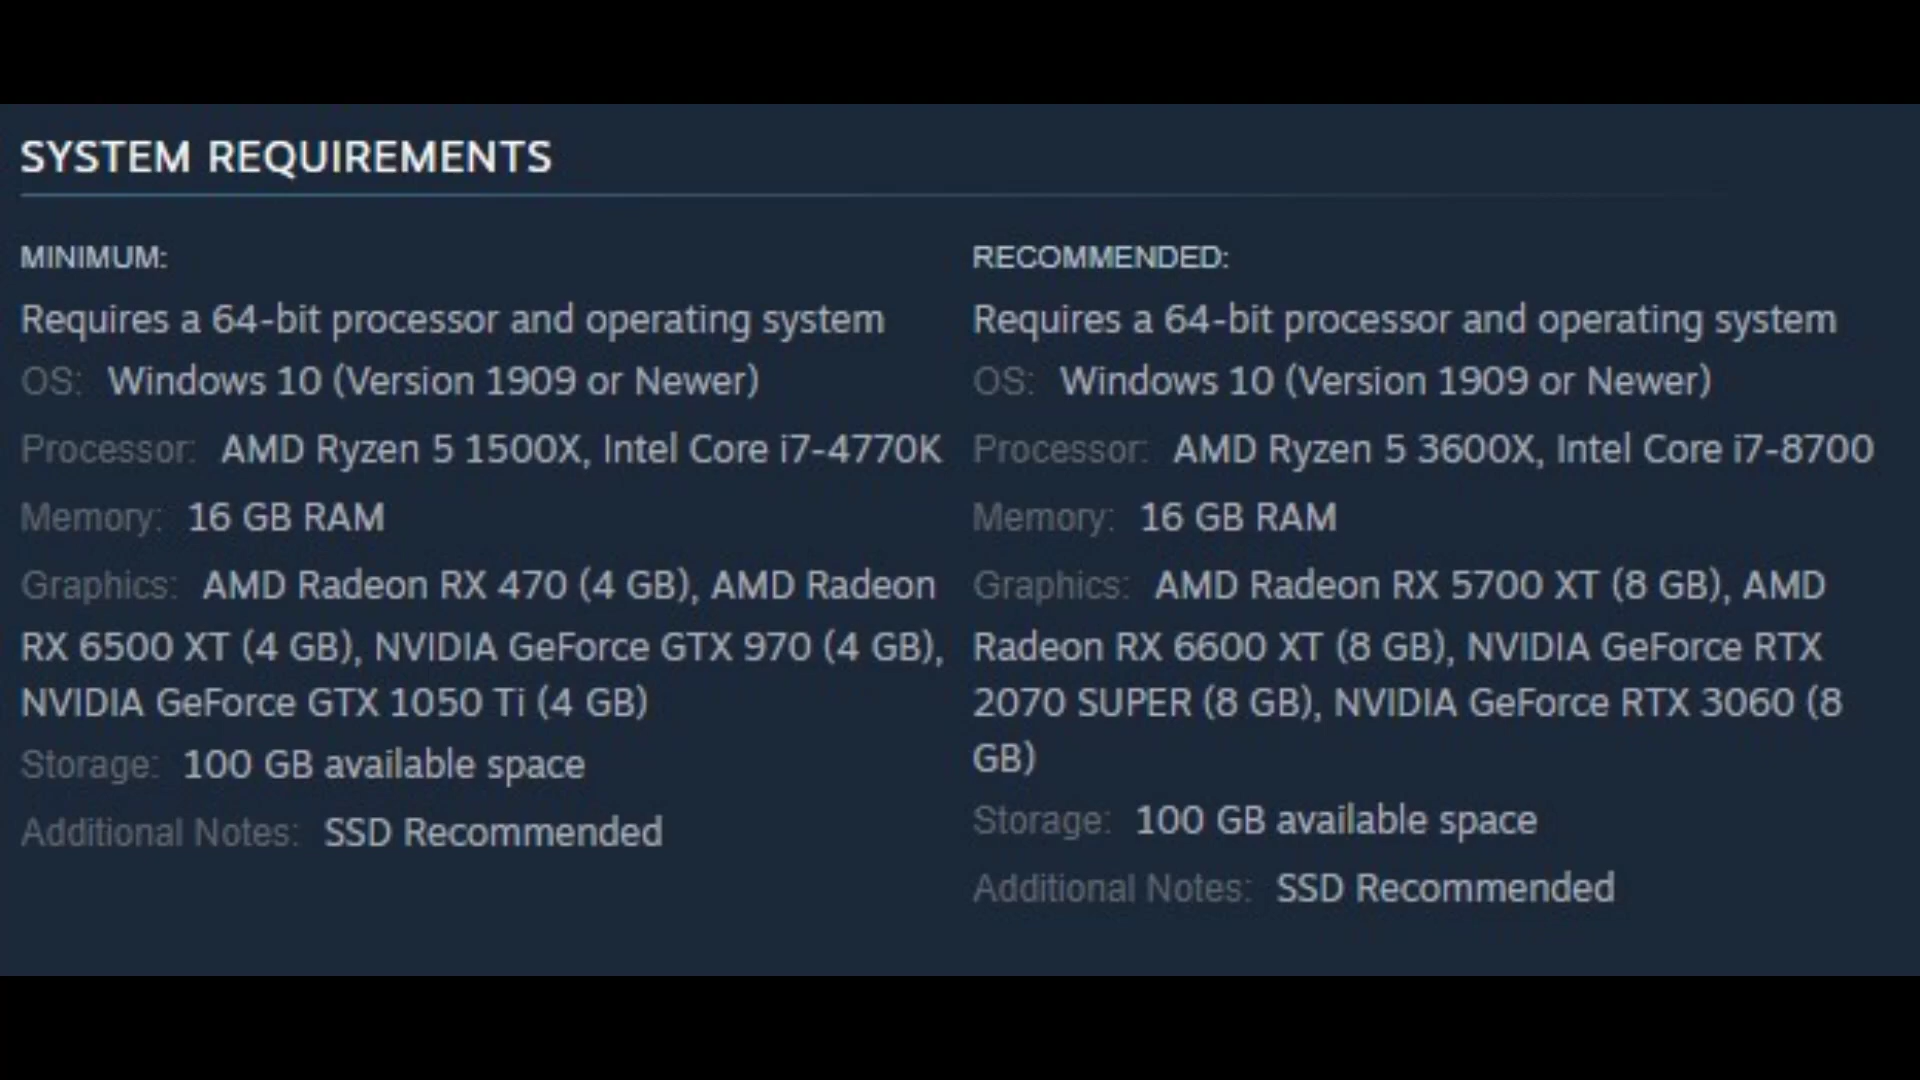 SYSTEM REQUIREMENTS
MINIMUM:
Requires a 64-bit processor and operating system
OS: Windows 10 (Version 1909 or Newer)
Processor: AMD Ryzen 5 1500X, Intel Core i7-4770K
Memory: 16 GB RAM
Graphics: AMD Radeon RX 470 (4 GB), AMD Radeon
RX 6500 XT (4 GB), NVIDIA GeForce GTX 970 (4 GB),
NVIDIA GeForce GTX 1050 Ti (4 GB)
Storage: 100 GB available space
Additional Notes: SSD Recommended
RECOMMENDED:
Requires a 64-bit processor and operating system
OS: Windows 10 (Version 1909 or Newer)
Processor: AMD Ryzen 5 3600X, Intel Core i7-8700
Memory: 16 GB RAM
Graphics: AMD Radeon RX 5700 XT (8 GB), AMD
Radeon RX 6600 XT (8 GB), NVIDIA GeForce RTX
2070 SUPER (8 GB), NVIDIA GeForce RTX 3060 (8
GB)
Storage: 100 GB available space
Additional Notes: SSD Recommended